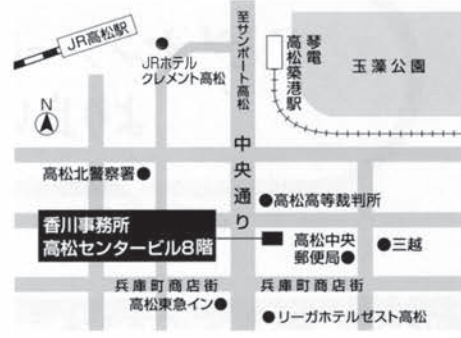 JR高松駅
JRホテル
クレメント高松
至サンポート高松
琴電
高松築港駅
玉藻公園
N
中央通り
高松北警察署
高松高等裁判所
香川事務所
高松センタービル8階
高松中央
郵便局
三越
兵庫町商店街
兵庫町商店街
高松東急イン
リーガホテルゼスト高松